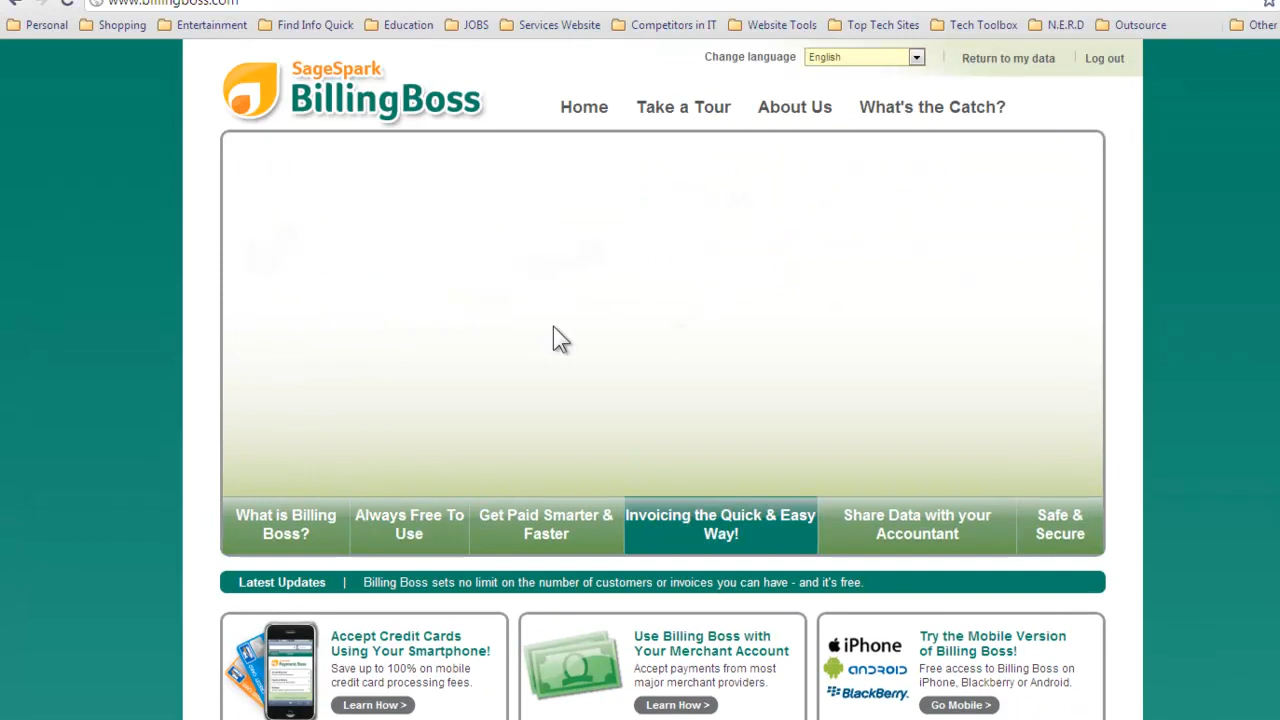 www.billingboss.com
Personal Shopping Entertainment Find Info Quick Education JOBS Services Website Competitors in IT Website Tools Top Tech Sites Tech Toolbox N.E.R.D Outsource Other
Change language English Return to my data Log out
SageSpark
BillingBoss
Home Take a Tour About Us What's the Catch?
What is Billing Boss?
Always Free To Use
Get Paid Smarter & Faster
Invoicing the Quick & Easy Way!
Share Data with your Accountant
Safe & Secure
Latest Updates | Billing Boss sets no limit on the number of customers or invoices you can have - and it's free.
Accept Credit Cards
Using Your Smartphone!
Save up to 100% on mobile
credit card processing fees.
Learn How >
Use Billing Boss with
Your Merchant Account
Accept payments from most
major merchant providers.
Learn How >
iPhone
android
BlackBerry.
Try the Mobile Version
of Billing Boss!
Free access to Billing Boss on
iPhone, Blackberry or Android.
Go Mobile >